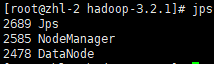 [root@zhl-2 hadoop-3.2.1]# jps
2689 Jps
2585 NodeManager
2478 DataNode